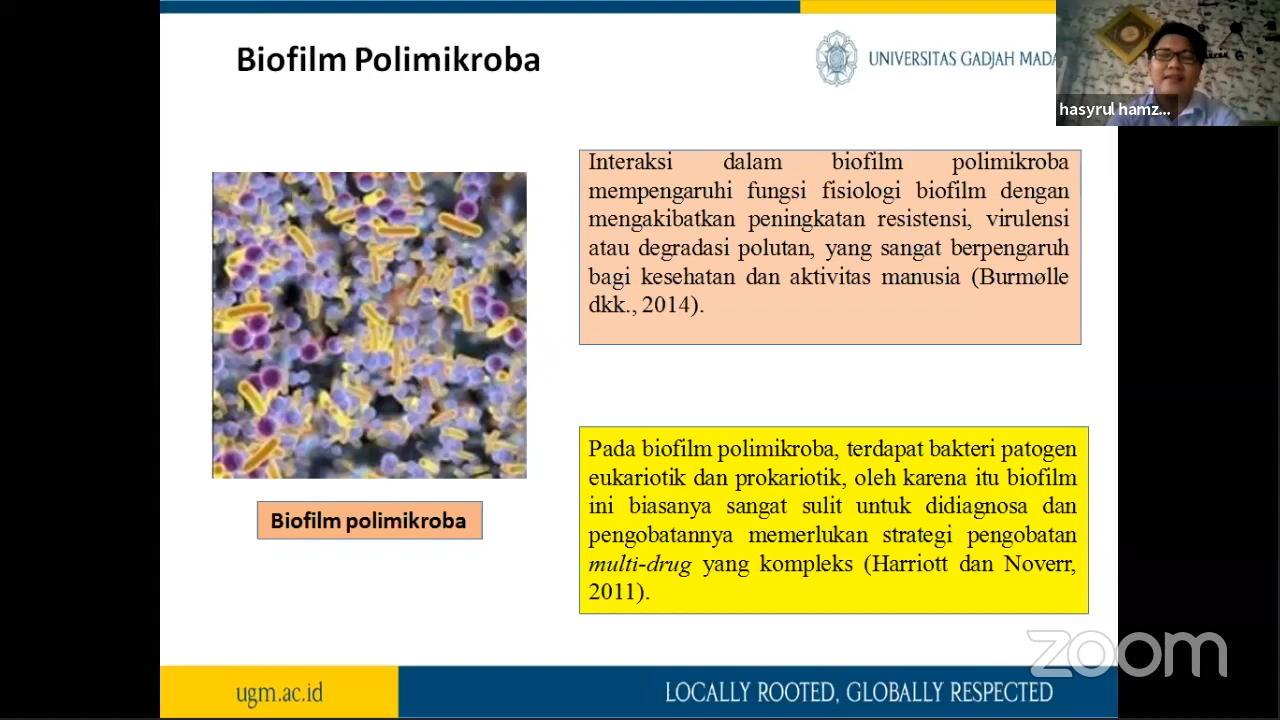 Biofilm Polimikroba
UNIVERSITAS GADJAH MADA
hasyrul hamz...
Interaksi dalam biofilm polimikroba
mempengaruhi fungsi fisiologi biofilm dengan
mengakibatkan peningkatan resistensi, virulensi
atau degradasi polutan, yang sangat berpengaruh
bagi kesehatan dan aktivitas manusia (Burmølle
dkk., 2014).
Pada biofilm polimikroba, terdapat bakteri patogen
eukariotik dan prokariotik, oleh karena itu biofilm
ini biasanya sangat sulit untuk didiagnosa dan
pengobatannya memerlukan strategi pengobatan
multi-drug yang kompleks (Harriott dan Noverr,
2011).
Biofilm polimikroba
zoom
ugm.ac.id
LOCALLY ROOTED, GLOBALLY RESPECTED